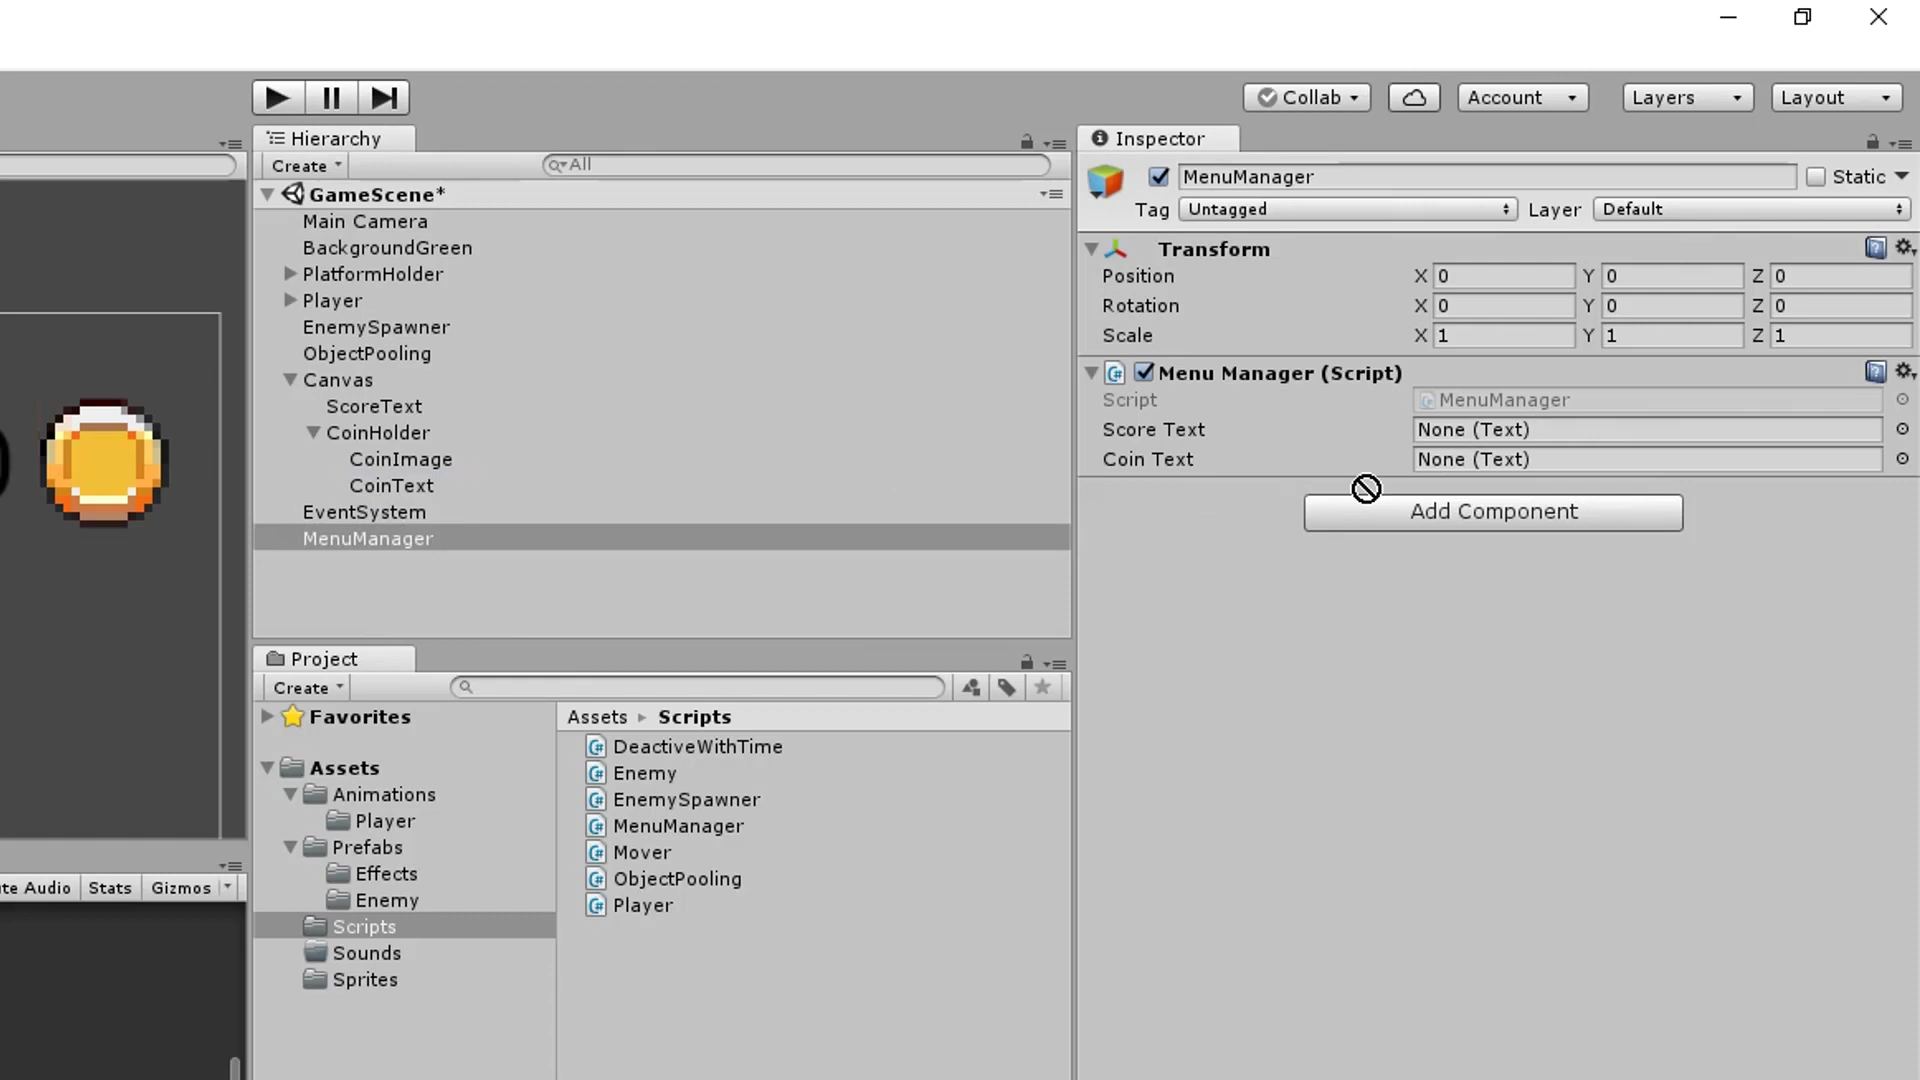 Collab
Account
Layers
Layout
Hierarchy
Create
All
GameScene*
Main Camera
BackgroundGreen
PlatformHolder
Player
EnemySpawner
ObjectPooling
Canvas
ScoreText
CoinHolder
CoinImage
CoinText
EventSystem
MenuManager
Inspector
MenuManager
Static
Tag Untagged Layer Default
Transform
Position X 0 Y 0 Z 0
Rotation X 0 Y 0 Z 0
Scale X 1 Y 1 Z 1
Menu Manager (Script)
Script MenuManager
Score Text None (Text)
Coin Text None (Text)
Add Component
Project
Create
Favorites
Assets
Animations
Player
Prefabs
Effects
Enemy
Scripts
Sounds
Sprites
Assets Scripts
DeactiveWithTime
Enemy
EnemySpawner
MenuManager
Mover
ObjectPooling
Player
te Audio Stats Gizmos